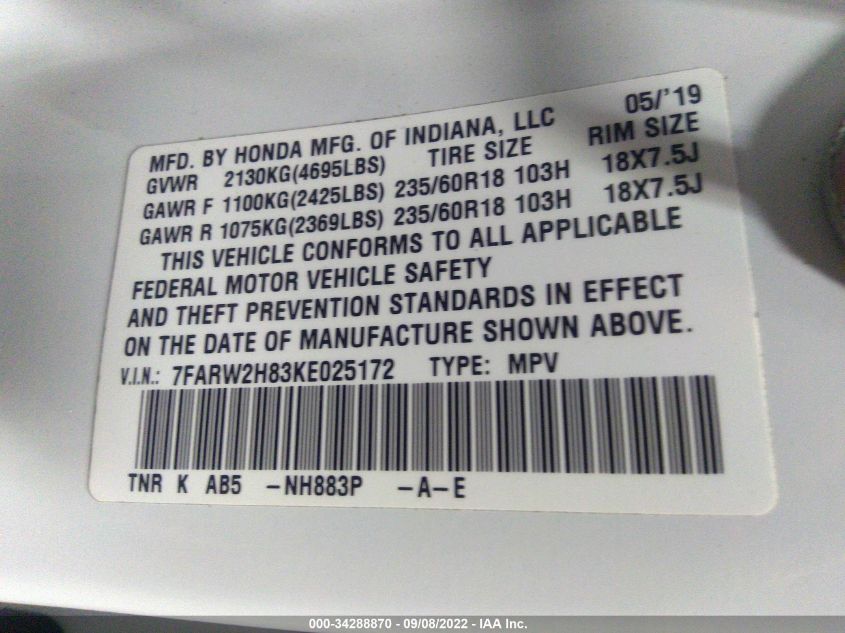 05/'19
MFD. BY HONDA MFG. OF INDIANA, LLC
GVWR 2130KG(4695LBS) TIRE SIZE RIM SIZE
GAWR F 1100KG(2425LBS) 235/60R18 103H 18X7.5J
GAWR R 1075KG(2369LBS) 235/60R18 103H 18X7.5J
THIS VEHICLE CONFORMS TO ALL APPLICABLE
FEDERAL MOTOR VEHICLE SAFETY
AND THEFT PREVENTION STANDARDS IN EFFECT
ON THE DATE OF MANUFACTURE SHOWN ABOVE.
V.I.N.: 7FARW2H83KE025172 TYPE: MPV
TNR K AB5 -NH883P -A-E
000-34288870 - 09/08/2022 - IAA Inc.